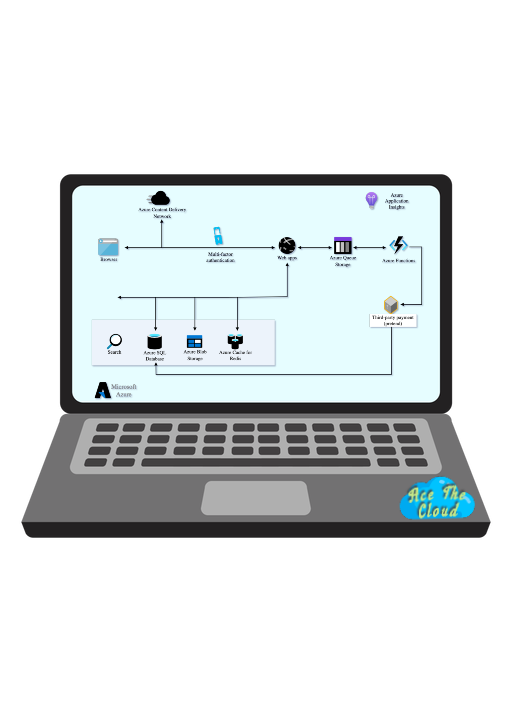 Azure Content Delivery
Network
Azure
Application
Insights
Browser
Multi-factor
authentication
Web apps
Azure Queue
Storage
Azure Functions
Third-party payment
(pretend)
Search
Azure SQL
Database
Azure Blob
Storage
Azure Cache for
Redis
Microsoft
Azure
Ace The
Cloud